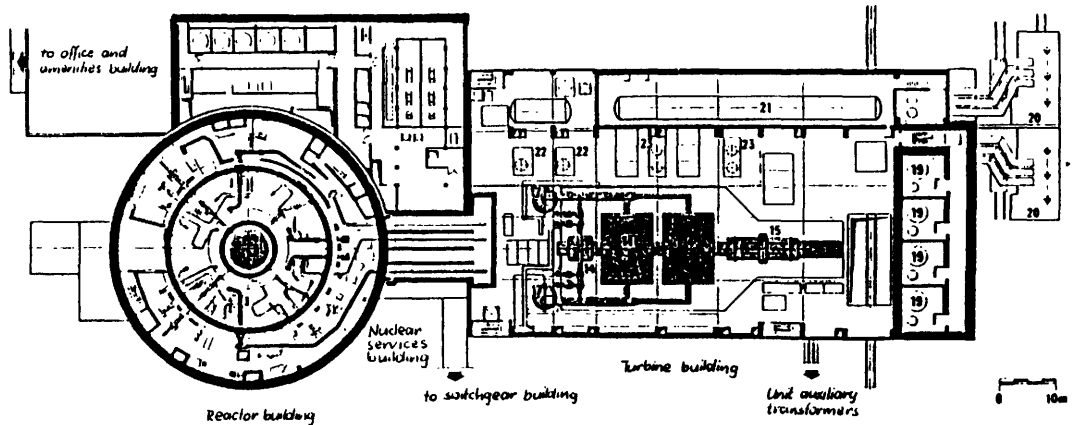 to office and
amenities building
21
20
22
22
23
23
19
19
19
19
20
15
14
Nuclear
services
building
Turbine building
to switchgear building
Unit auxiliary
transformers
Reactor building
0 10m